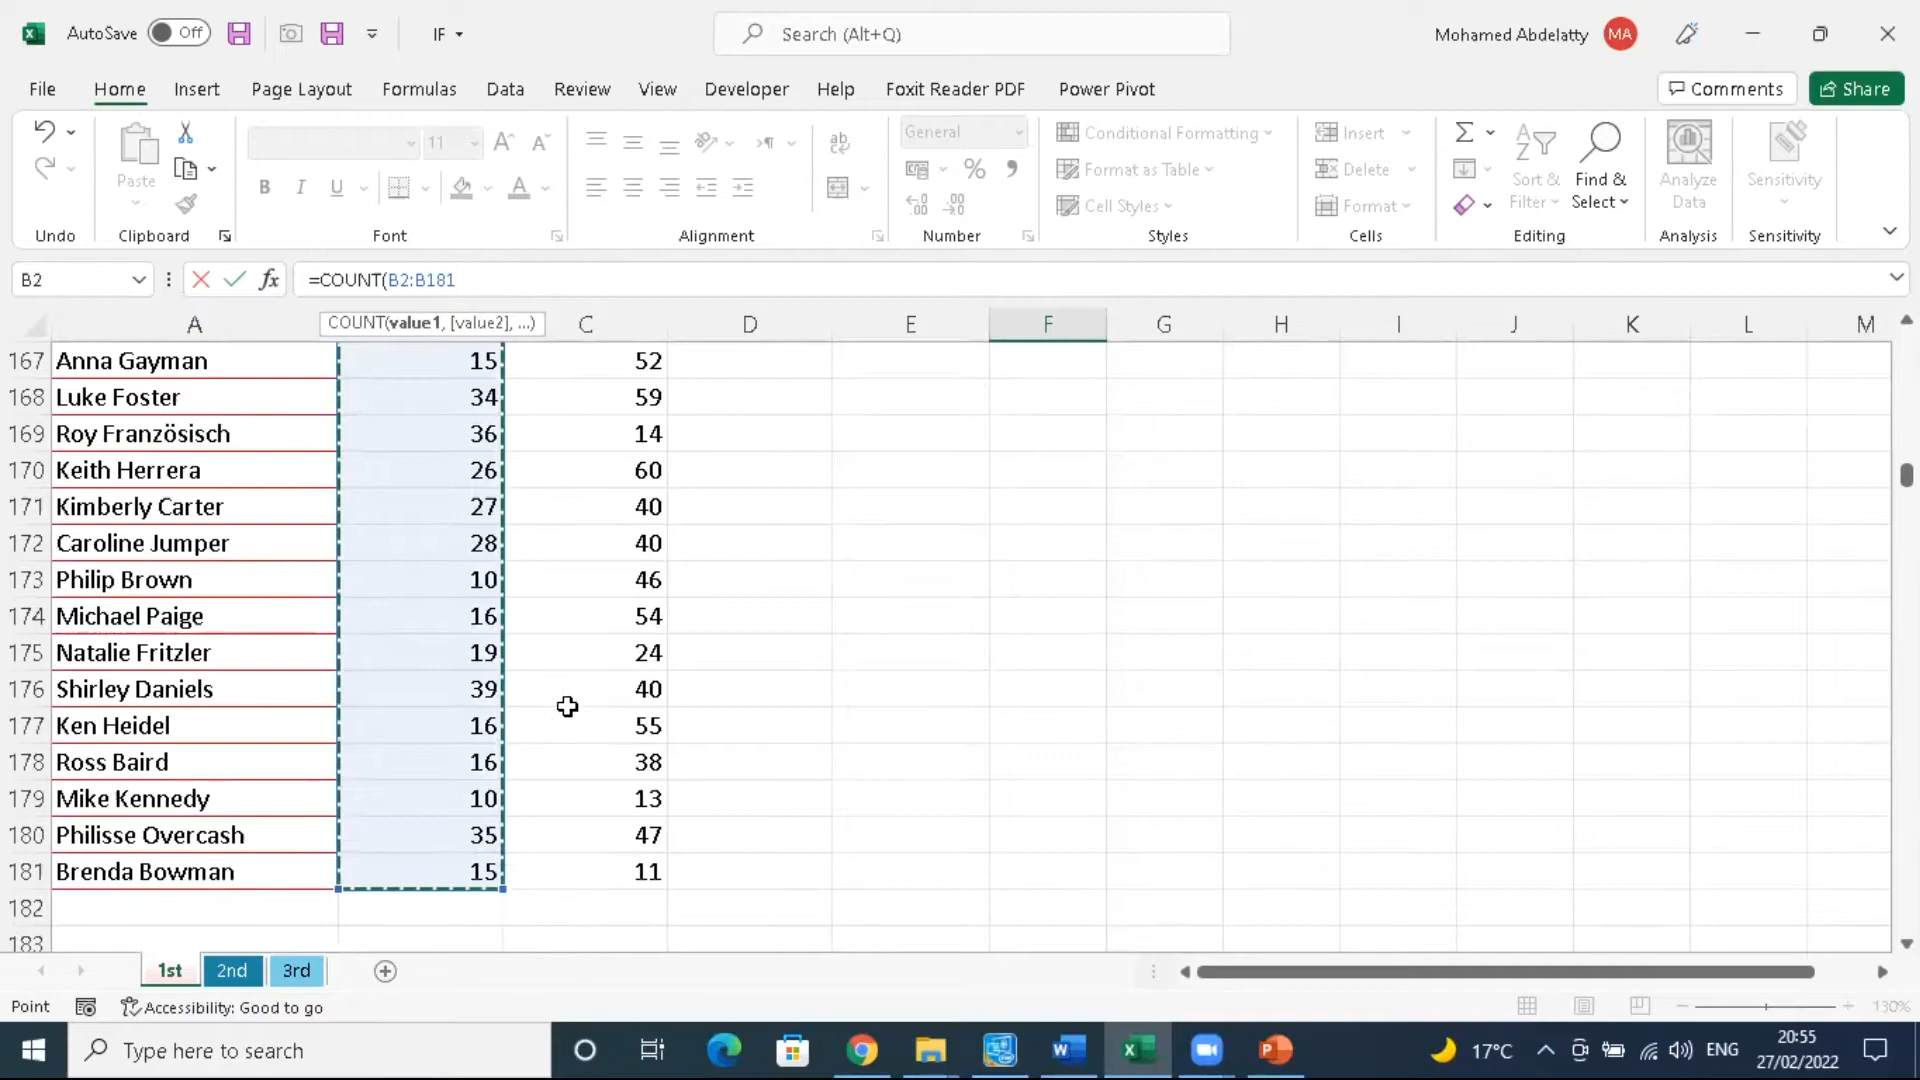 AutoSave Off IF Search (Alt+Q) Mohamed Abdelatty MA
File Home Insert Page Layout Formulas Data Review View Developer Help Foxit Reader PDF Power Pivot Comments Share
Paste 11 A A B I U A ab General % 9 Conditional Formatting Format as Table Cell Styles Insert Delete Format Σ A Z Sort & Filter Find & Select Analyze Data Sensitivity
Undo Clipboard Font Alignment Number Styles Cells Editing Analysis Sensitivity
B2 fx =COUNT(B2:B181
COUNT(value1, [value2], ...)
A C D E F G H I J K L M
167 Anna Gayman 15 52
168 Luke Foster 34 59
169 Roy Französisch 36 14
170 Keith Herrera 26 60
171 Kimberly Carter 27 40
172 Caroline Jumper 28 40
173 Philip Brown 10 46
174 Michael Paige 16 54
175 Natalie Fritzler 19 24
176 Shirley Daniels 39 40
177 Ken Heidel 16 55
178 Ross Baird 16 38
179 Mike Kennedy 10 13
180 Philisse Overcash 35 47
181 Brenda Bowman 15 11
182
183
1st 2nd 3rd
Point Accessibility: Good to go 130%
Type here to search 17°C ENG 20:55
27/02/2022